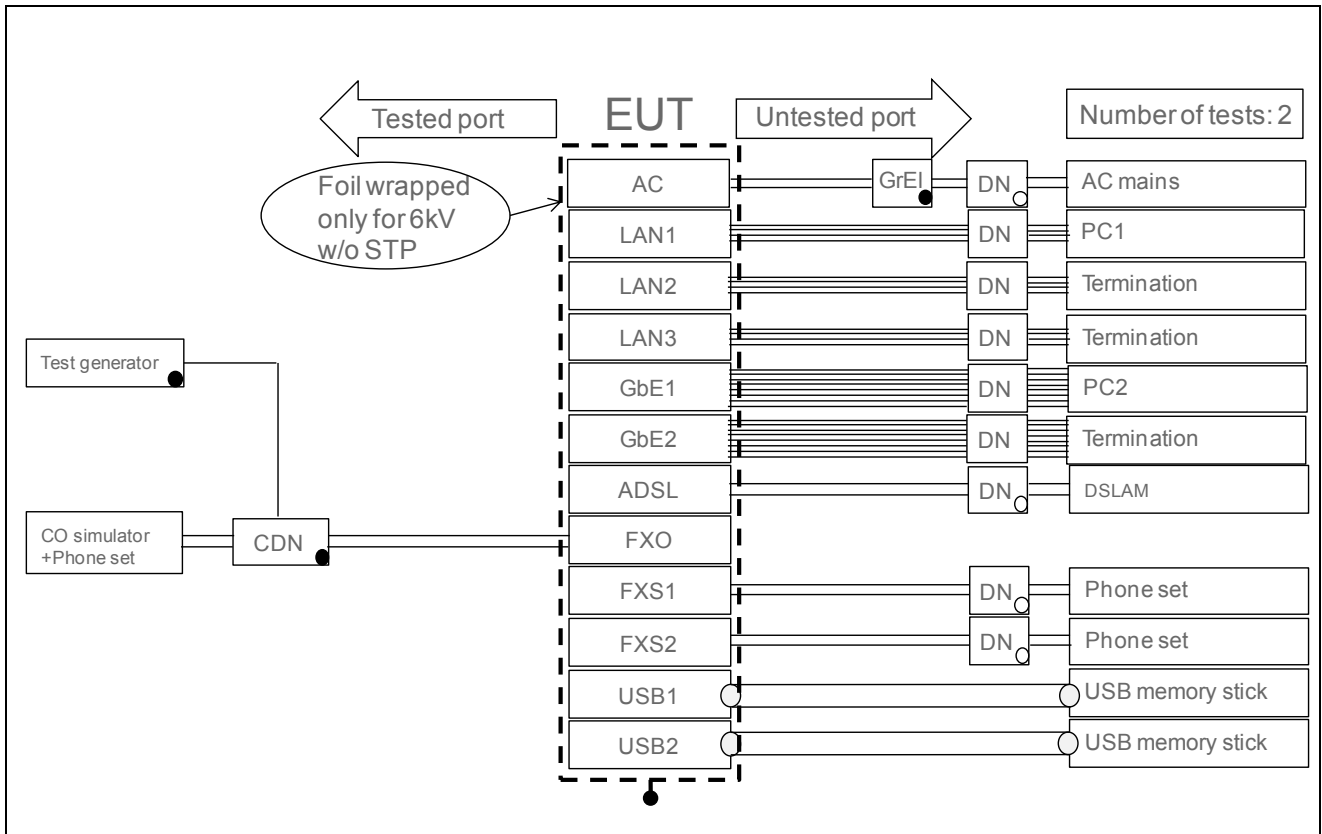 Tested port
EUT
Untested port
Number of tests: 2
Foil wrapped
only for 6kV
w/o STP
AC
GrEl
DN
AC mains
LAN1
DN
PC1
LAN2
DN
Termination
LAN3
DN
Termination
Test generator
GbE1
DN
PC2
GbE2
DN
Termination
ADSL
DN
DSLAM
CO simulator
+Phone set
CDN
FXO
FXS1
DN
Phone set
FXS2
DN
Phone set
USB1
USB memory stick
USB2
USB memory stick